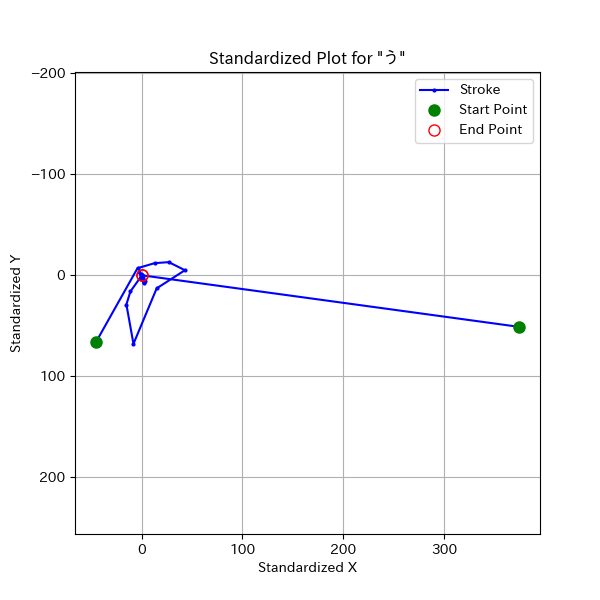 Standardized Plot for "う"
Stroke
Start Point
End Point
−200
−100
0
100
200
Standardized Y
0 100 200 300
Standardized X